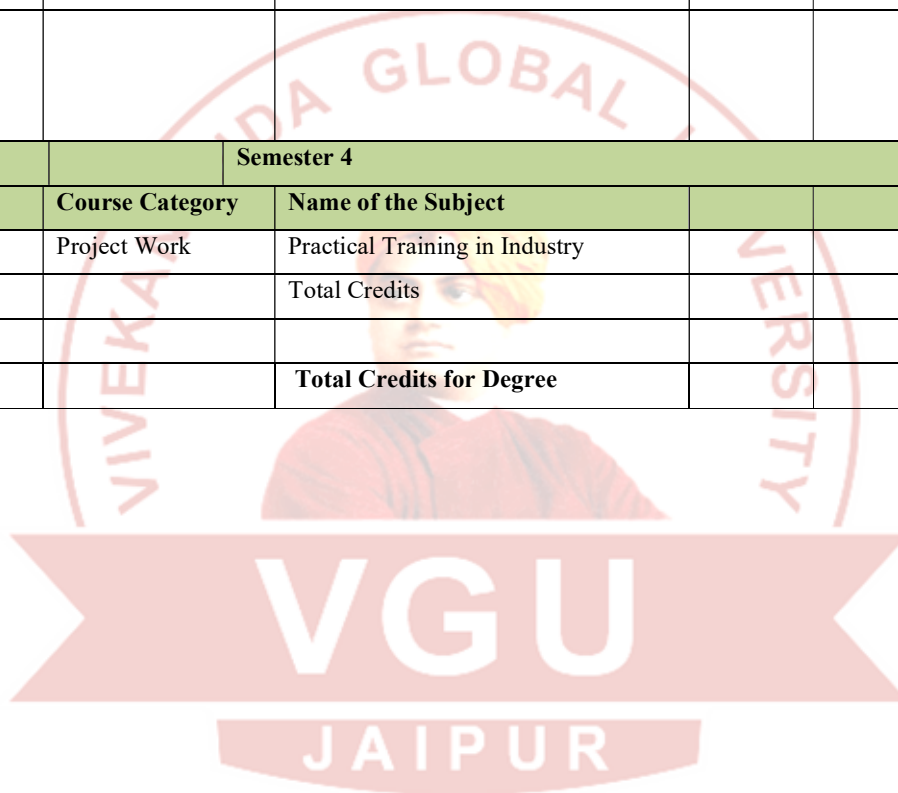 Semester 4
Course Category Name of the Subject
Project Work Practical Training in Industry
Total Credits
Total Credits for Degree
VIVEKANANDA GLOBAL UNIVERSITY
VGU
JAIPUR